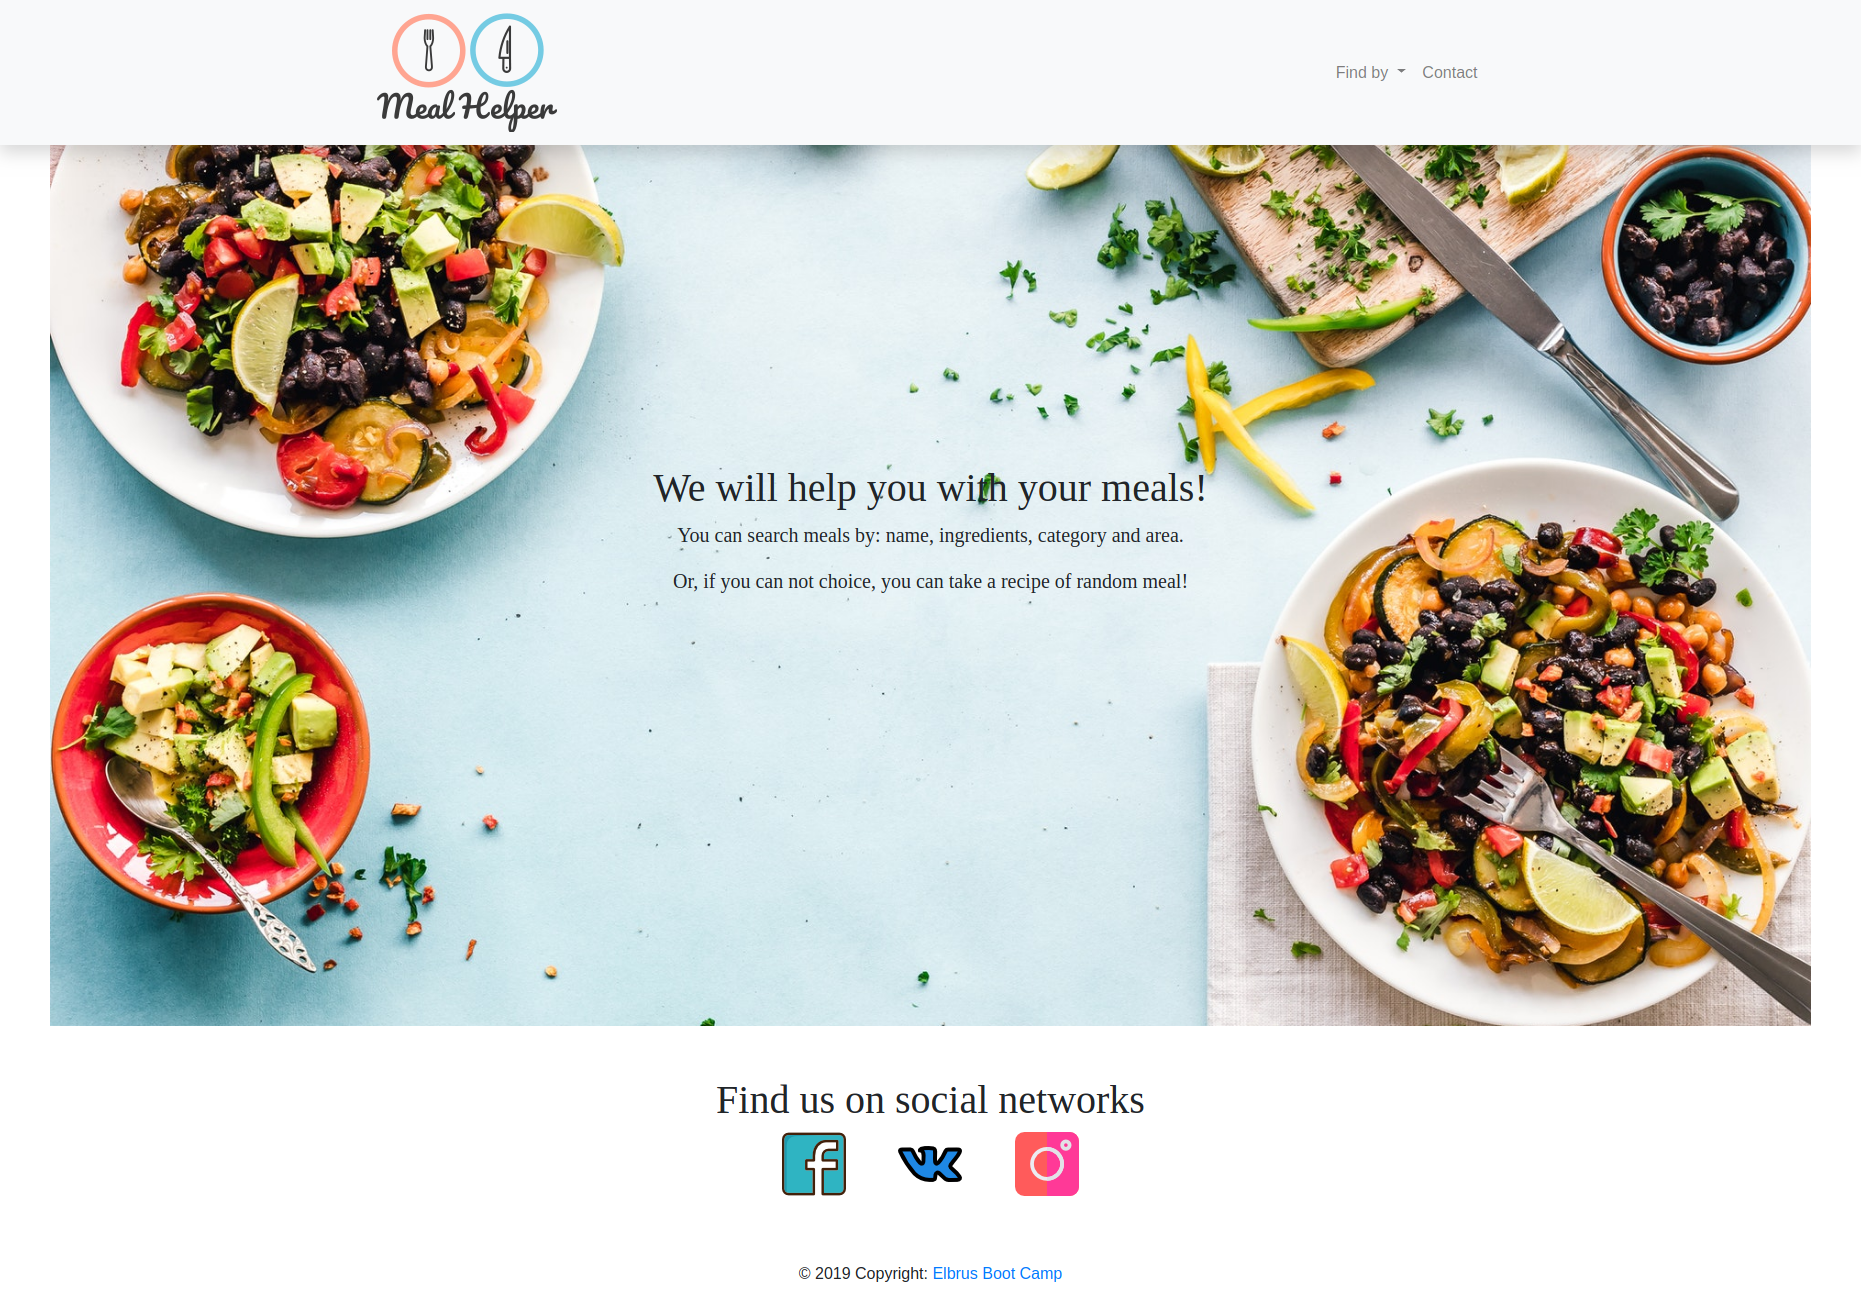 Meal Helper
Find by
Contact
We will help you with your meals!
You can search meals by: name, ingredients, category and area.
Or, if you can not choice, you can take a recipe of random meal!
Find us on social networks
© 2019 Copyright: Elbrus Boot Camp